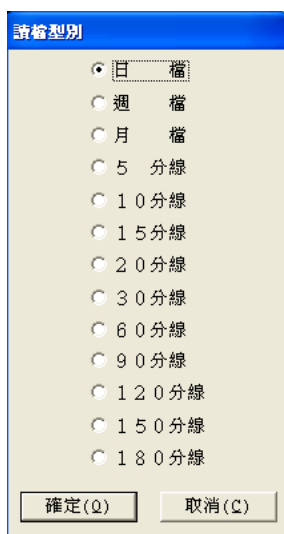 讀檔型別
日　　檔
週　　檔
月　　檔
５　分線
１０分線
１５分線
２０分線
３０分線
６０分線
９０分線
１２０分線
１５０分線
１８０分線
確定(O)　取消(C)